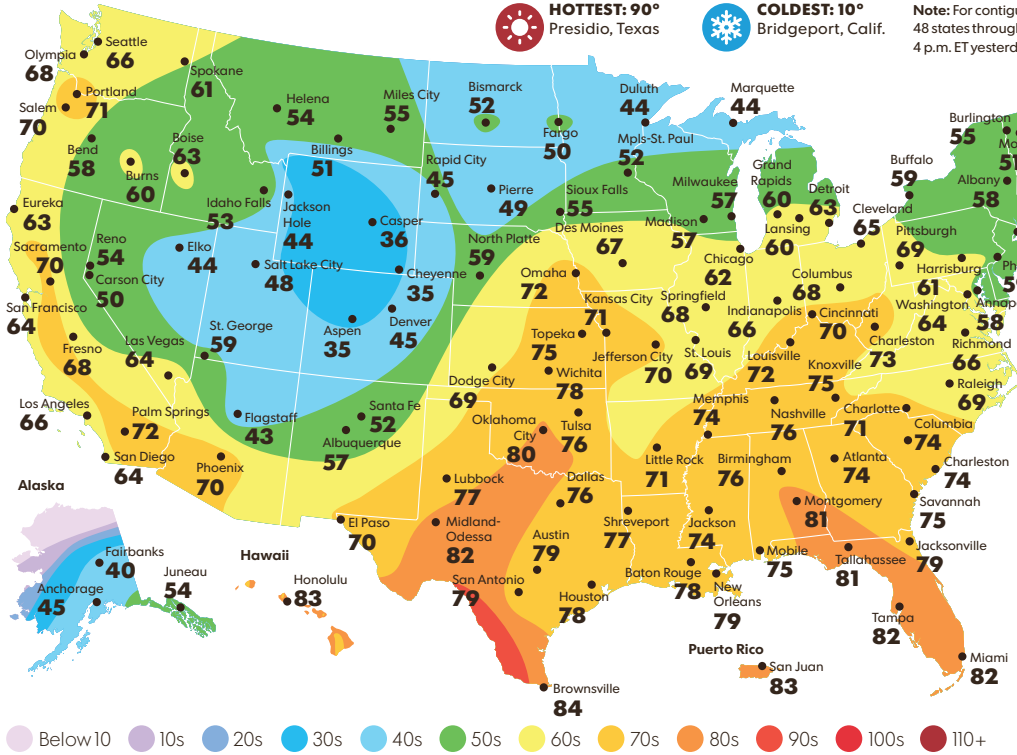 HOTTEST: 90°
Presidio, Texas
COLDEST: 10°
Bridgeport, Calif.
Note: For contigu
48 states through
4 p.m. ET yesterd
Seattle
66
Olympia
68
Spokane
61
Portland
71
Salem
70
Bend
58
Burns
60
Boise
63
Helena
54
Billings
51
Miles City
55
Bismarck
52
Fargo
50
Duluth
44
Marquette
44
Mpls-St. Paul
52
Rapid City
45
Pierre
49
Sioux Falls
55
Idaho Falls
53
Jackson
Hole
44
Casper
36
Cheyenne
35
North Platte
59
Des Moines
67
Milwaukee
57
Madison
57
Grand
Rapids
60
Lansing
60
Detroit
63
Cleveland
65
Buffalo
59
Burlington
55
Mo
51
Albany
58
Pittsburgh
69
Harrisburg
61
Ph
59
Washington
64
Annap
58
Richmond
66
Raleigh
69
Eureka
63
Sacramento
70
Reno
54
Carson City
50
Elko
44
Salt Lake City
48
San Francisco
64
Fresno
68
Las Vegas
64
St. George
59
Aspen
35
Denver
45
Omaha
72
Kansas City
71
Topeka
75
Jefferson City
70
Wichita
78
Dodge City
69
Chicago
62
Springfield
68
Indianapolis
66
St. Louis
69
Columbus
68
Cincinnati
70
Charleston
73
Louisville
72
Knoxville
75
Los Angeles
66
Palm Springs
72
San Diego
64
Phoenix
70
Flagstaff
43
Santa Fe
52
Albuquerque
57
Oklahoma
City
80
Tulsa
76
Memphis
74
Nashville
76
Charlotte
71
Columbia
74
Little Rock
71
Birmingham
76
Atlanta
74
Charleston
74
Savannah
75
Lubbock
77
Dallas
76
El Paso
70
Midland-
Odessa
82
Austin
79
San Antonio
79
Houston
78
Brownsville
84
Shreveport
77
Jackson
74
Baton Rouge
78
New
Orleans
79
Mobile
75
Montgomery
81
Tallahassee
81
Jacksonville
79
Tampa
82
Miami
82
Alaska
Fairbanks
40
Anchorage
45
Juneau
54
Hawaii
Honolulu
83
Puerto Rico
San Juan
83
Below 10
10s
20s
30s
40s
50s
60s
70s
80s
90s
100s
110+